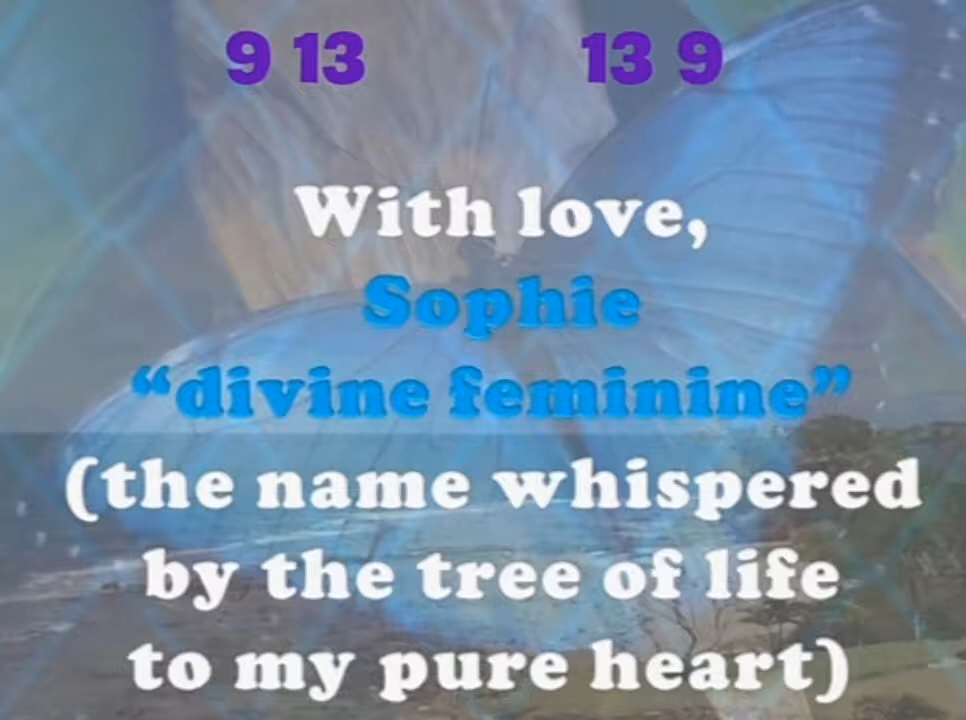 9 13 13 9
With love,
Sophie
“divine feminine”
(the name whispered
by the tree of life
to my pure heart)